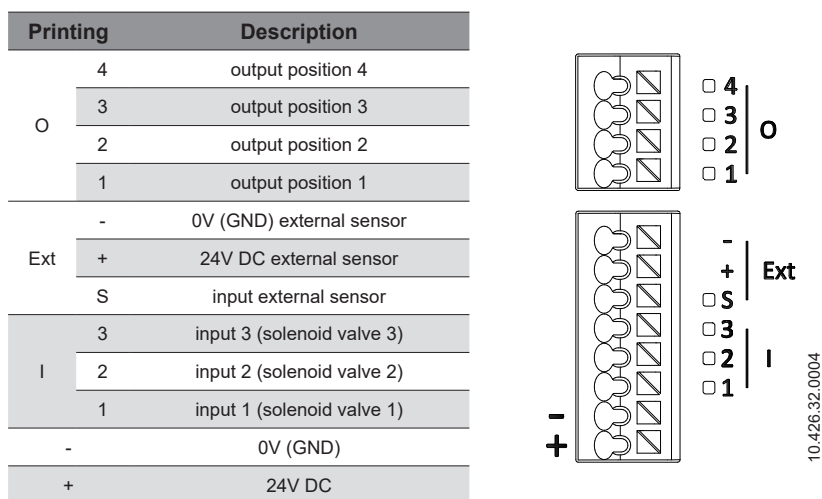 Printing Description
O
4 output position 4
3 output position 3
2 output position 2
1 output position 1
Ext
- 0V (GND) external sensor
+ 24V DC external sensor
S input external sensor
I
3 input 3 (solenoid valve 3)
2 input 2 (solenoid valve 2)
1 input 1 (solenoid valve 1)
- 0V (GND)
+ 24V DC
4
3
2
1
O
-
+
S
Ext
3
2
1
I
-
+
10.426.32.0004